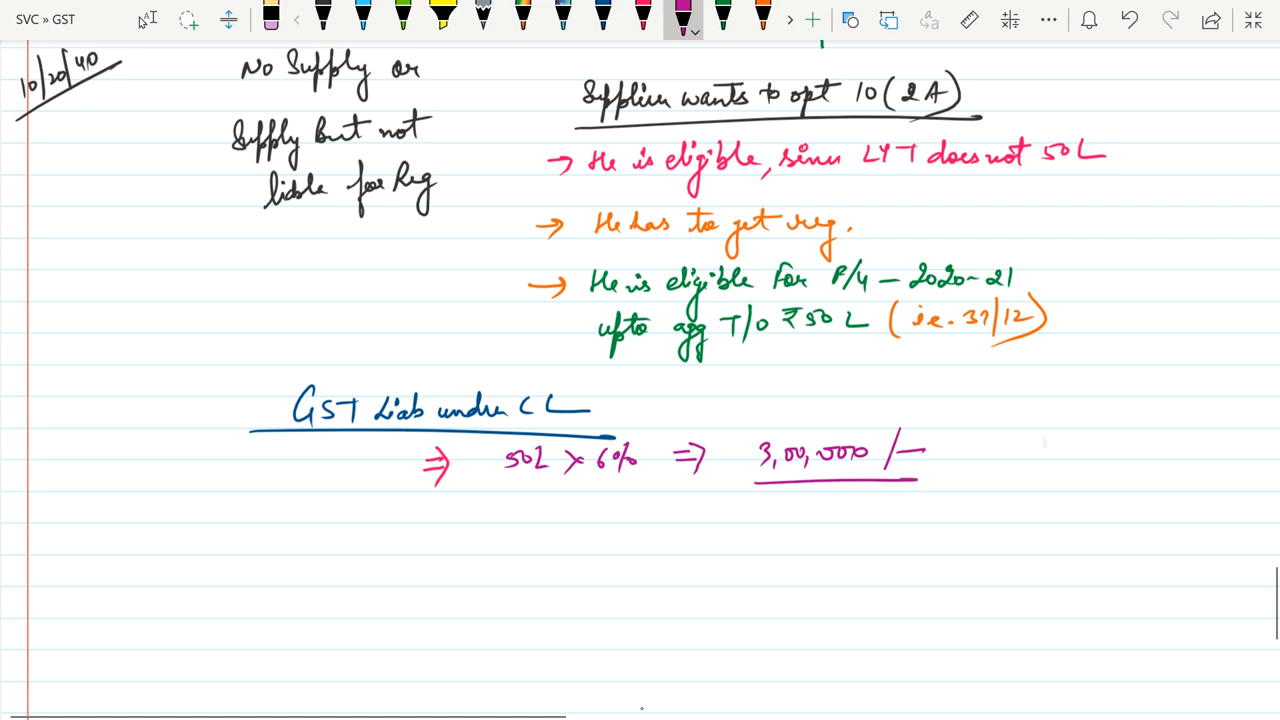 SVC » GST
10/20/40
No Supply or
Supply But not
liable for Reg
Supplier wants to opt 10(2A)
→ He is eligible, since LYT does not 50L
→ He has to get reg.
→ He is eligible For F/Y - 2020-21
upto agg T/O ₹50 L (i.e. 31/12)
GST Liab under CL
⇒ 50L × 6% ⇒ 3,00,000/-